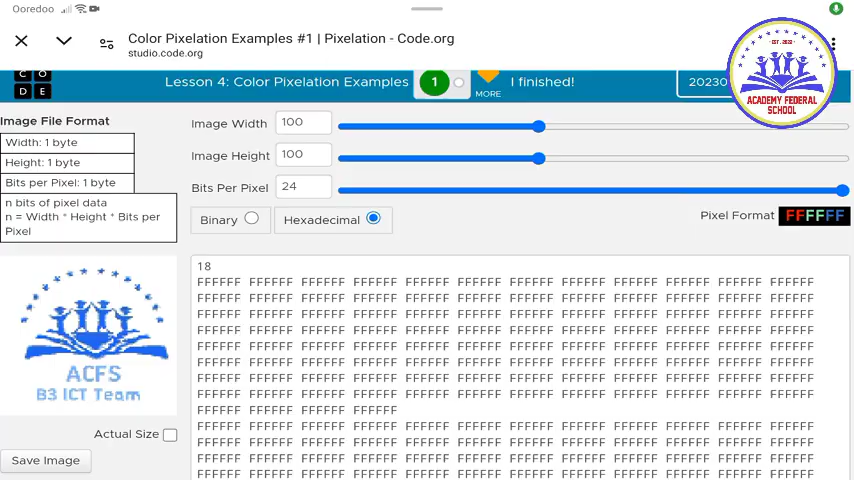 Ooredoo
Color Pixelation Examples #1 | Pixelation - Code.org
studio.code.org
C O
D E
Lesson 4: Color Pixelation Examples
1
MORE
I finished!
20230
EST. 2022
ACADEMY FEDERAL
SCHOOL
Image File Format
Width: 1 byte
Height: 1 byte
Bits per Pixel: 1 byte
n bits of pixel data
n = Width * Height * Bits per
Pixel
Image Width 100
Image Height 100
Bits Per Pixel 24
Binary
Hexadecimal
Pixel Format FFFFFF
ACFS
B3 ICT Team
Actual Size
Save Image
18
FFFFFF FFFFFF FFFFFF FFFFFF FFFFFF FFFFFF FFFFFF FFFFFF FFFFFF FFFFFF FFFFFF FFFFFF
FFFFFF FFFFFF FFFFFF FFFFFF FFFFFF FFFFFF FFFFFF FFFFFF FFFFFF FFFFFF FFFFFF FFFFFF
FFFFFF FFFFFF FFFFFF FFFFFF FFFFFF FFFFFF FFFFFF FFFFFF FFFFFF FFFFFF FFFFFF FFFFFF
FFFFFF FFFFFF FFFFFF FFFFFF FFFFFF FFFFFF FFFFFF FFFFFF FFFFFF FFFFFF FFFFFF FFFFFF
FFFFFF FFFFFF FFFFFF FFFFFF FFFFFF FFFFFF FFFFFF FFFFFF FFFFFF FFFFFF FFFFFF FFFFFF
FFFFFF FFFFFF FFFFFF FFFFFF FFFFFF FFFFFF FFFFFF FFFFFF FFFFFF FFFFFF FFFFFF FFFFFF
FFFFFF FFFFFF FFFFFF FFFFFF FFFFFF FFFFFF FFFFFF FFFFFF FFFFFF FFFFFF FFFFFF FFFFFF
FFFFFF FFFFFF FFFFFF FFFFFF FFFFFF FFFFFF FFFFFF FFFFFF FFFFFF FFFFFF FFFFFF FFFFFF
FFFFFF FFFFFF FFFFFF FFFFFF
FFFFFF FFFFFF FFFFFF FFFFFF FFFFFF FFFFFF FFFFFF FFFFFF FFFFFF FFFFFF FFFFFF FFFFFF
FFFFFF FFFFFF FFFFFF FFFFFF FFFFFF FFFFFF FFFFFF FFFFFF FFFFFF FFFFFF FFFFFF FFFFFF
FFFFFF FFFFFF FFFFFF FFFFFF FFFFFF FFFFFF FFFFFF FFFFFF FFFFFF FFFFFF FFFFFF FFFFFF
FFFFFF FFFFFF FFFFFF FFFFFF FFFFFF FFFFFF FFFFFF FFFFFF FFFFFF FFFFFF FFFFFF FFFFFF